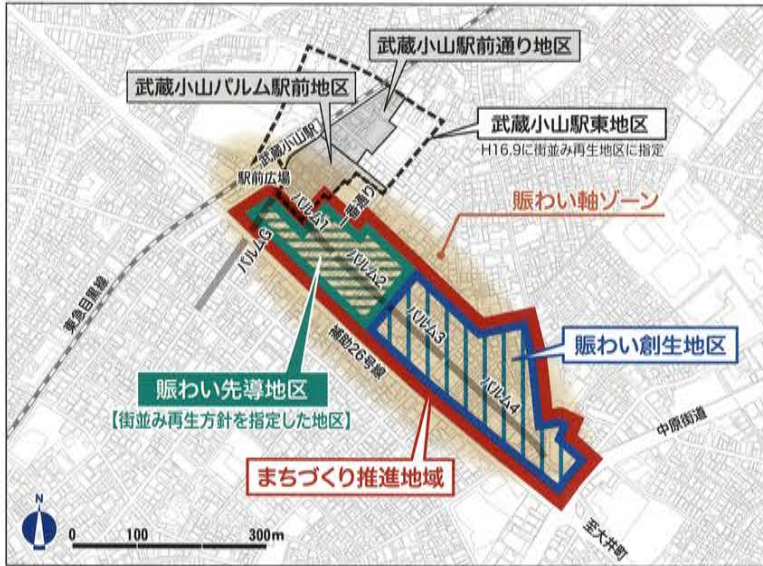 武蔵小山駅前通り地区
武蔵小山パルム駅前地区
武蔵小山駅東地区
H16.9に街並み再生地区に指定
武蔵小山駅
駅前広場
一番通り
賑わい軸ゾーン
パルム1
パルムG
パルム2
東急目黒線
パルム3
賑わい創生地区
補助26号線
賑わい先導地区
【街並み再生方針を指定した地区】
パルム4
中原街道
まちづくり推進地域
至大井町
N
0 100 300m